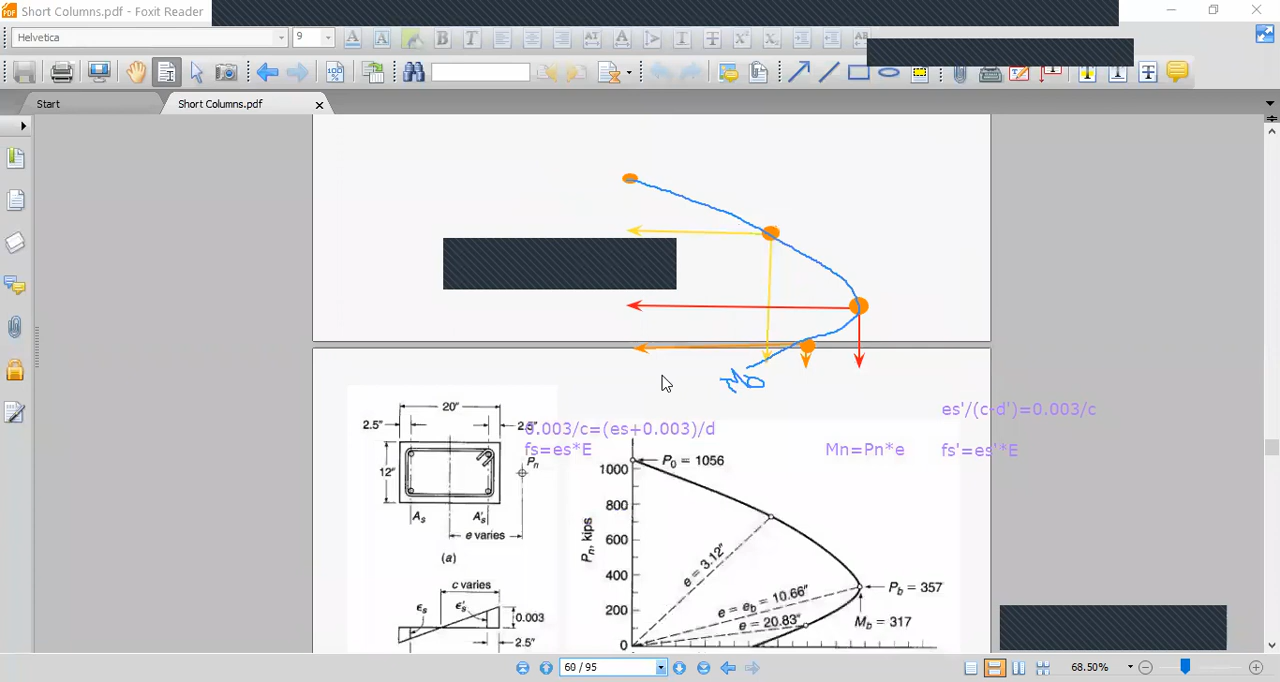 Short Columns.pdf - Foxit Reader
Helvetica
9
Start
Short Columns.pdf
Mo
20"
2.5"
2.5"
12"
Pn
As
A's
e varies
(a)
c varies
ϵs
ϵ's
0.003
2.5"
0.003/c=(es+0.003)/d
fs=es*E
Mn=Pn*e
es'/(c-d')=0.003/c
fs'=es'*E
Pn, kips
1000
800
600
400
200
0
P0 = 1056
e = 3.12"
e = eb = 10.66"
e = 20.83"
Pb = 357
Mb = 317
60 / 95
68.50%